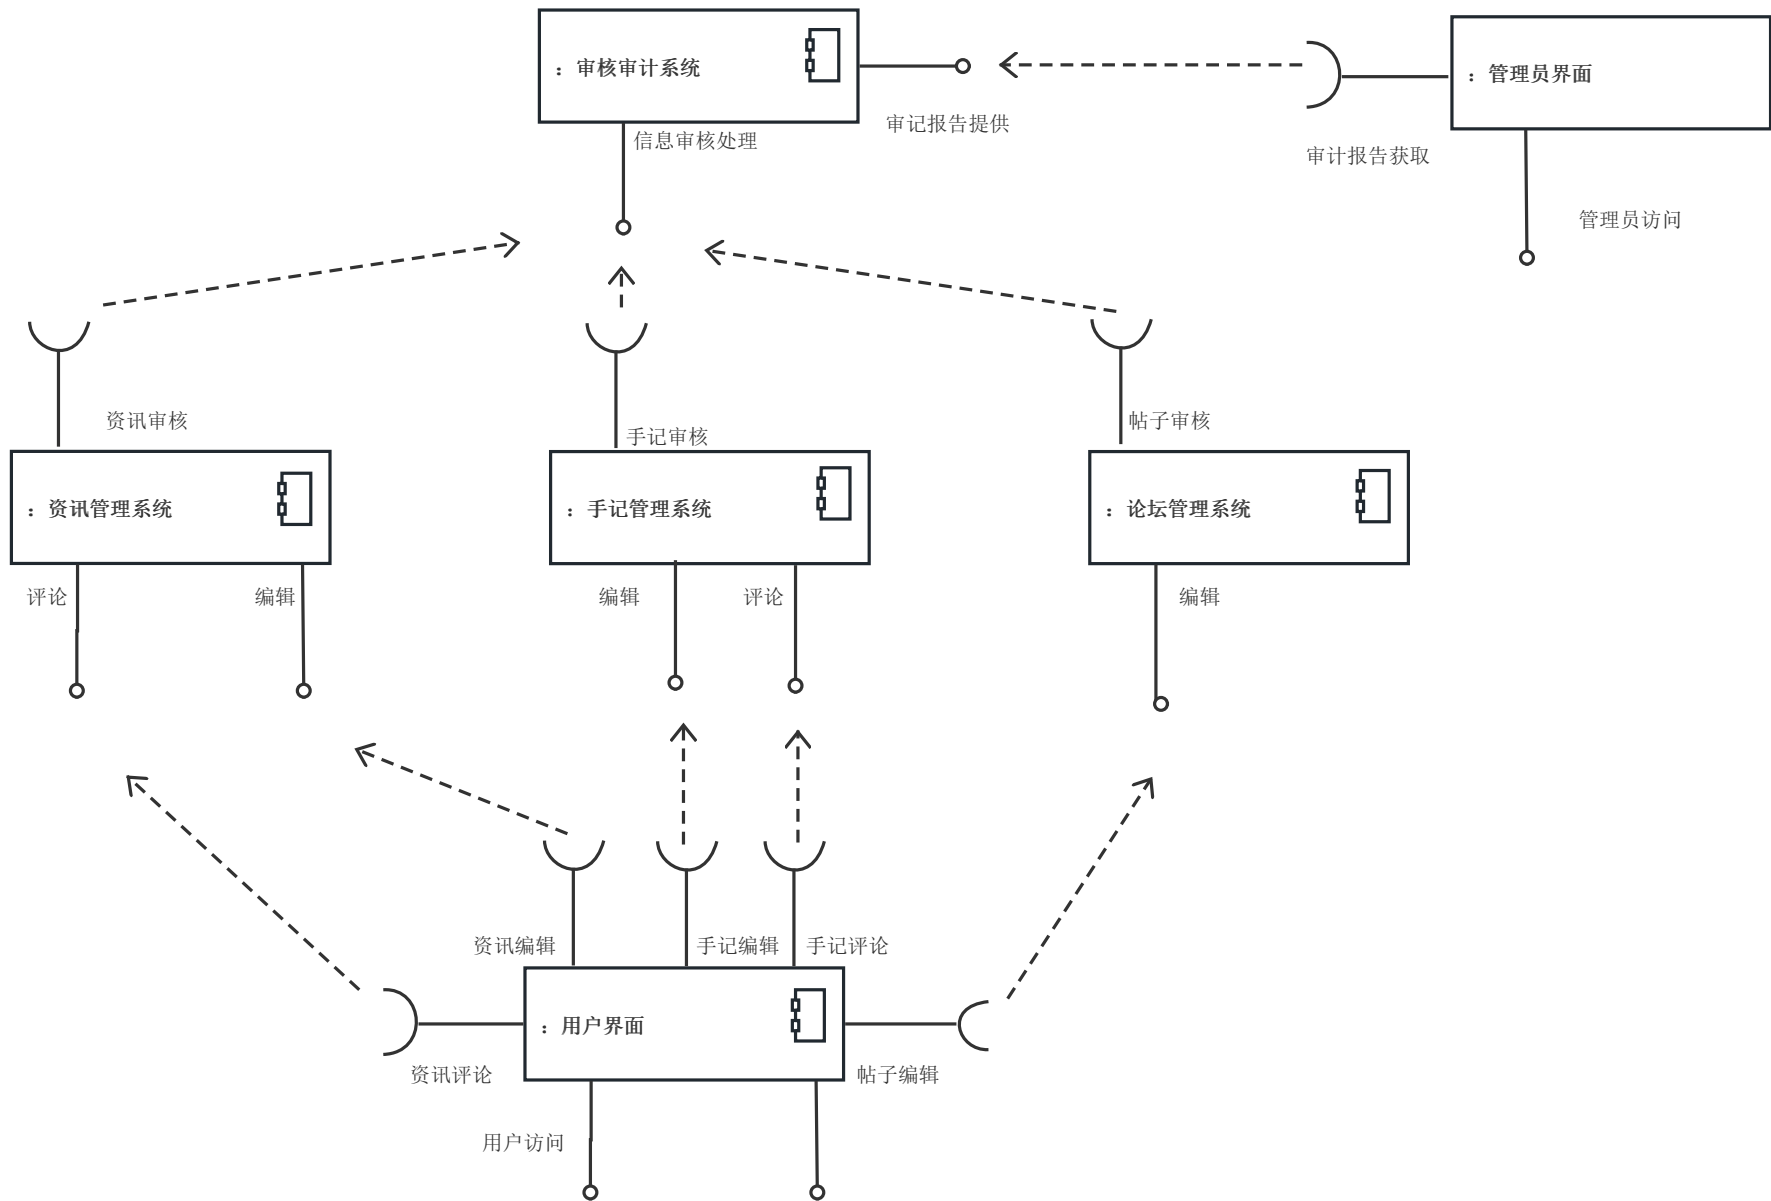 ：审核审计系统
：管理员界面
审记报告提供
信息审核处理
审计报告获取
管理员访问
资讯审核
手记审核
帖子审核
：资讯管理系统
：手记管理系统
：论坛管理系统
评论
编辑
编辑
评论
编辑
资讯编辑
手记编辑
手记评论
：用户界面
资讯评论
帖子编辑
用户访问